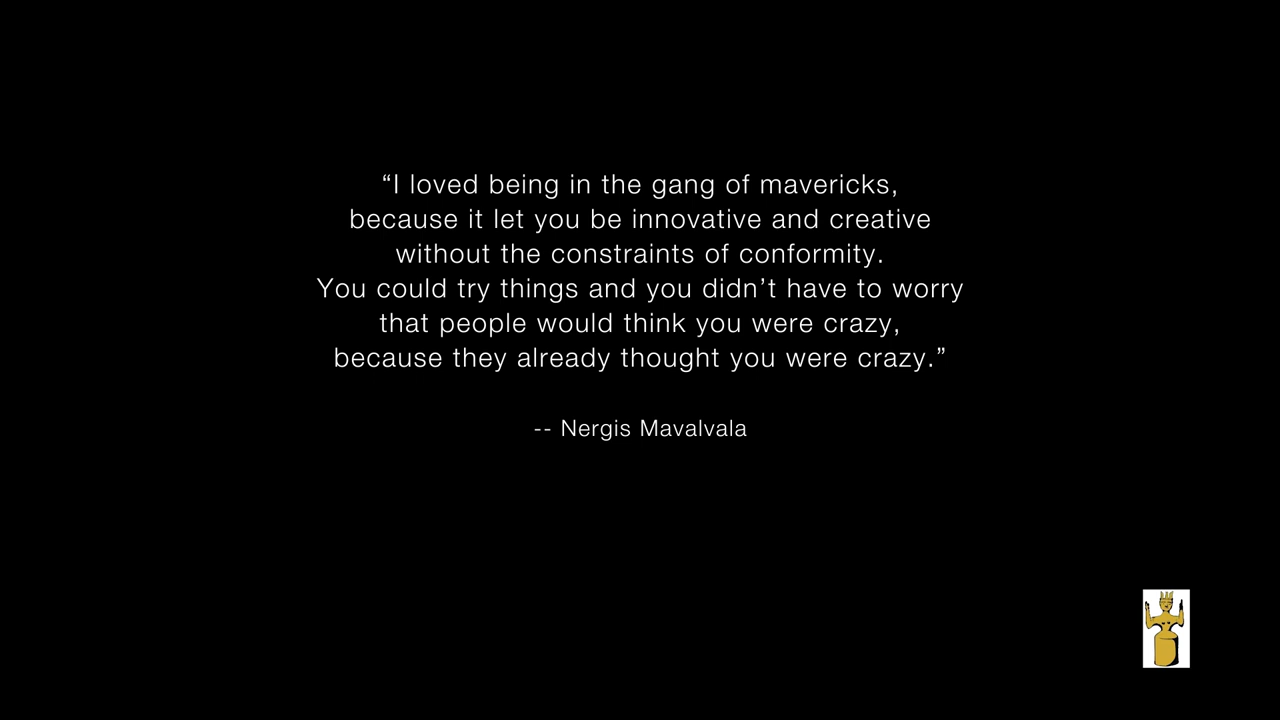 “I loved being in the gang of mavericks,
because it let you be innovative and creative
without the constraints of conformity.
You could try things and you didn’t have to worry
that people would think you were crazy,
because they already thought you were crazy.”
-- Nergis Mavalvala